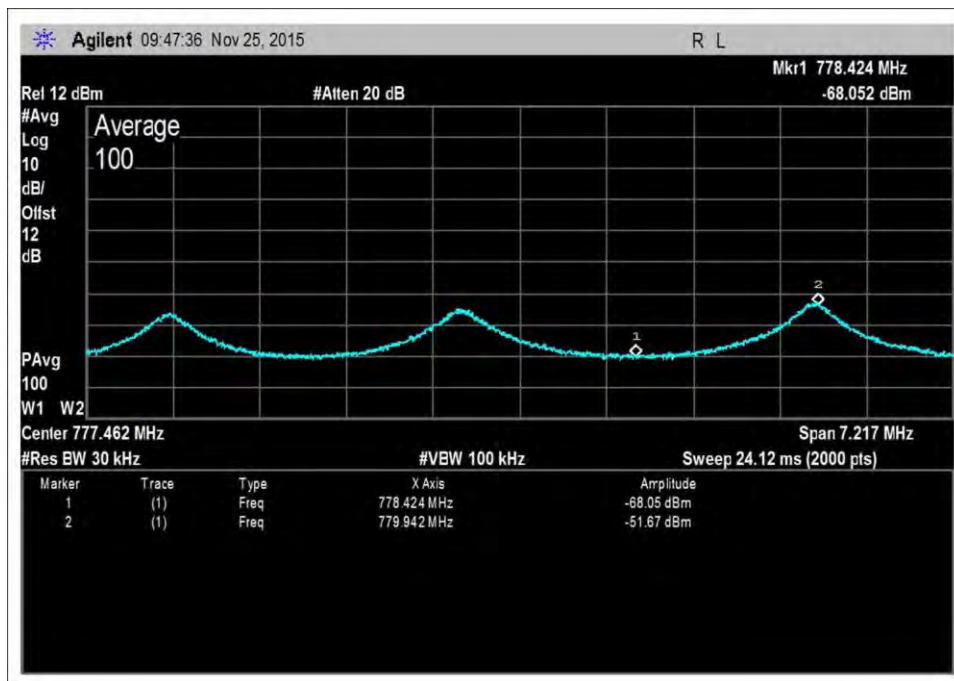 Agilent 09:47:36 Nov 25, 2015 R L
Mkr1 778.424 MHz
Rel 12 dBm #Atten 20 dB -68.052 dBm
#Avg
Log
10
dB/
Offst
12
dB
Average
100
2
1
PAvg
100
W1 W2
Center 777.462 MHz Span 7.217 MHz
#Res BW 30 kHz #VBW 100 kHz Sweep 24.12 ms (2000 pts)
Marker Trace Type X Axis Amplitude
1 (1) Freq 778.424 MHz -68.05 dBm
2 (1) Freq 779.942 MHz -51.67 dBm